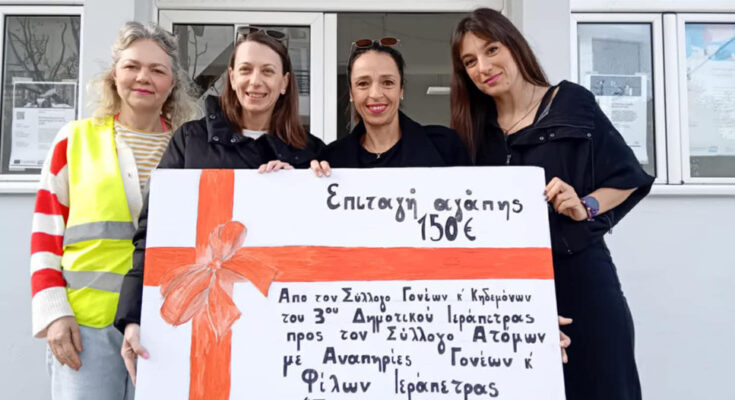 Επιταγή αγάπης
150€
Απο τον Σύλλογο Γονέων κ' Κηδεμόνων
του 3ου Δημοτικού Ιεράπετρας
προς τον Σύλλογο Ατόμων
με Αναπηρίες Γονέων κ'
Φίλων Ιεράπετρας